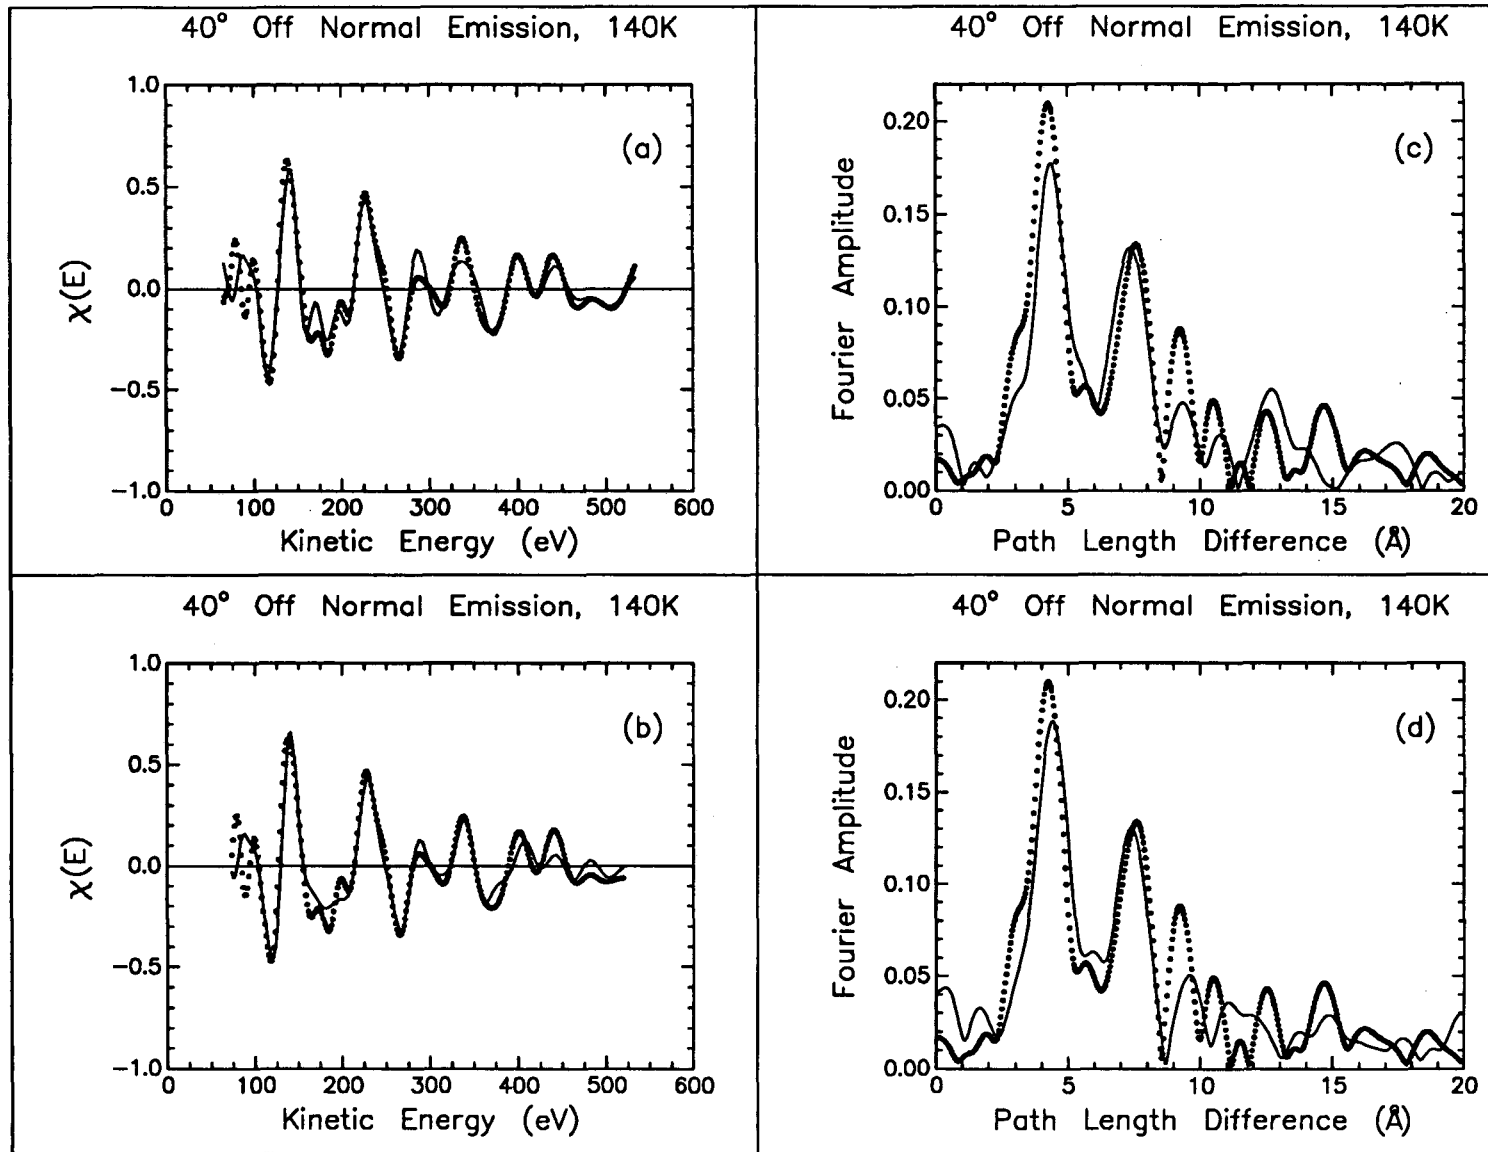 40° Off Normal Emission, 140K
(a)
1.0
0.5
0.0
−0.5
−1.0
χ(E)
0 100 200 300 400 500 600
Kinetic Energy (eV)
40° Off Normal Emission, 140K
(c)
0.20
0.15
0.10
0.05
0.00
Fourier Amplitude
0 5 10 15 20
Path Length Difference (Å)
40° Off Normal Emission, 140K
(b)
1.0
0.5
0.0
−0.5
−1.0
χ(E)
0 100 200 300 400 500 600
Kinetic Energy (eV)
40° Off Normal Emission, 140K
(d)
0.20
0.15
0.10
0.05
0.00
Fourier Amplitude
0 5 10 15 20
Path Length Difference (Å)